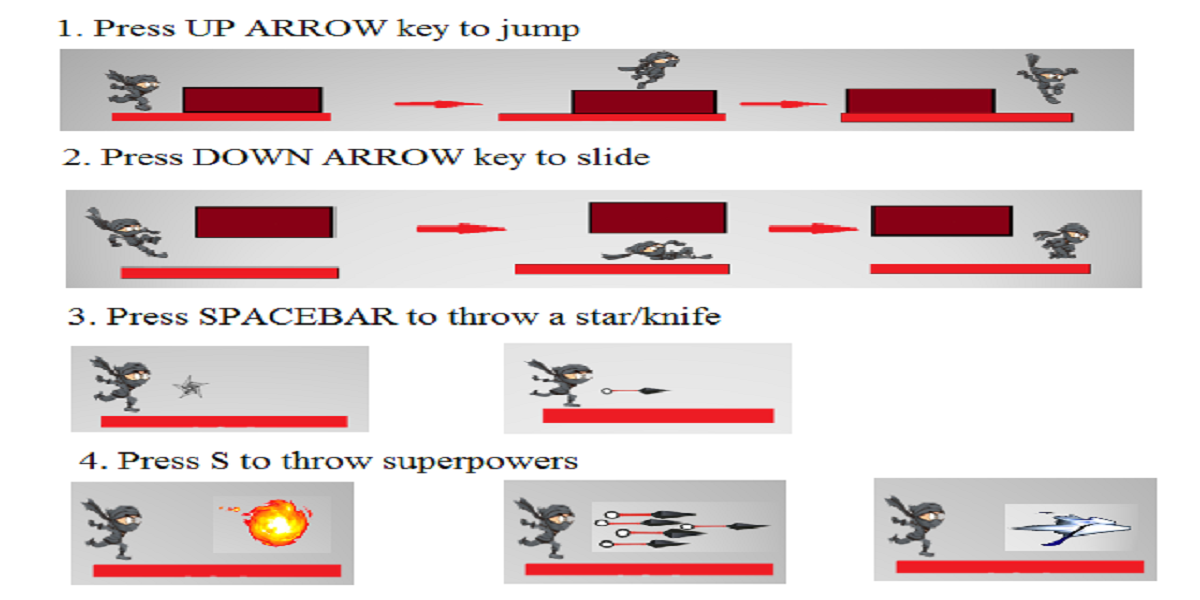 1. Press UP ARROW key to jump
2. Press DOWN ARROW key to slide
3. Press SPACEBAR to throw a star/knife
4. Press S to throw superpowers